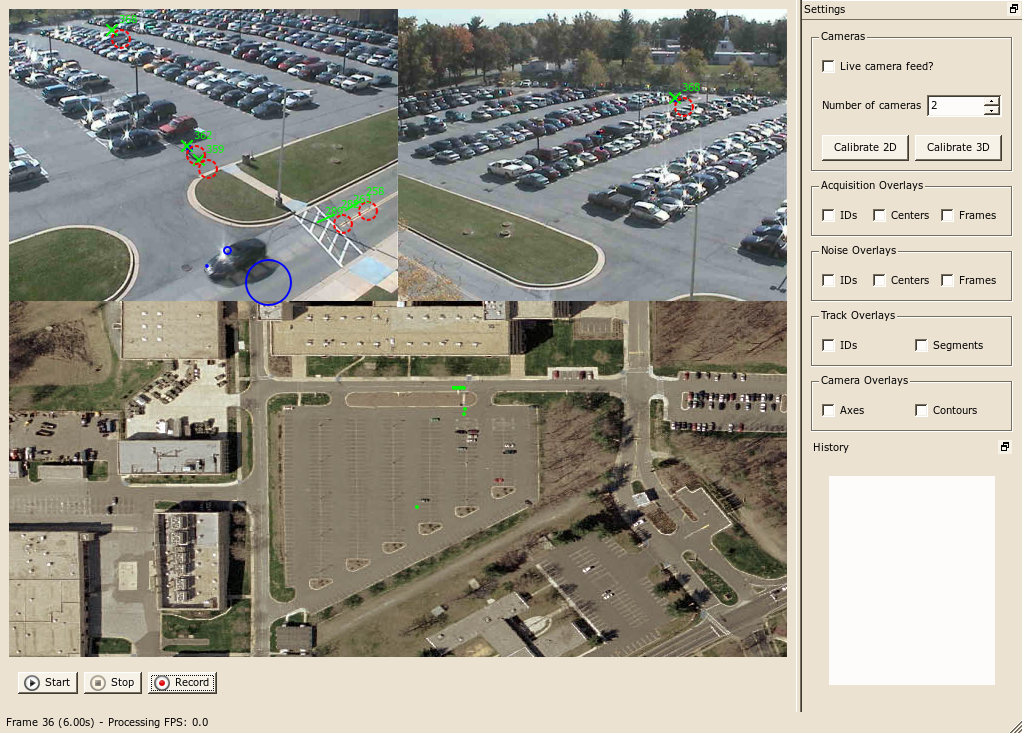 Settings
Cameras
Live camera feed?
Number of cameras 2
Calibrate 2D Calibrate 3D
Acquisition Overlays
IDs Centers Frames
Noise Overlays
IDs Centers Frames
Track Overlays
IDs Segments
Camera Overlays
Axes Contours
History
366
Start Stop Record
Frame 36 (6.00s) - Processing FPS: 0.0